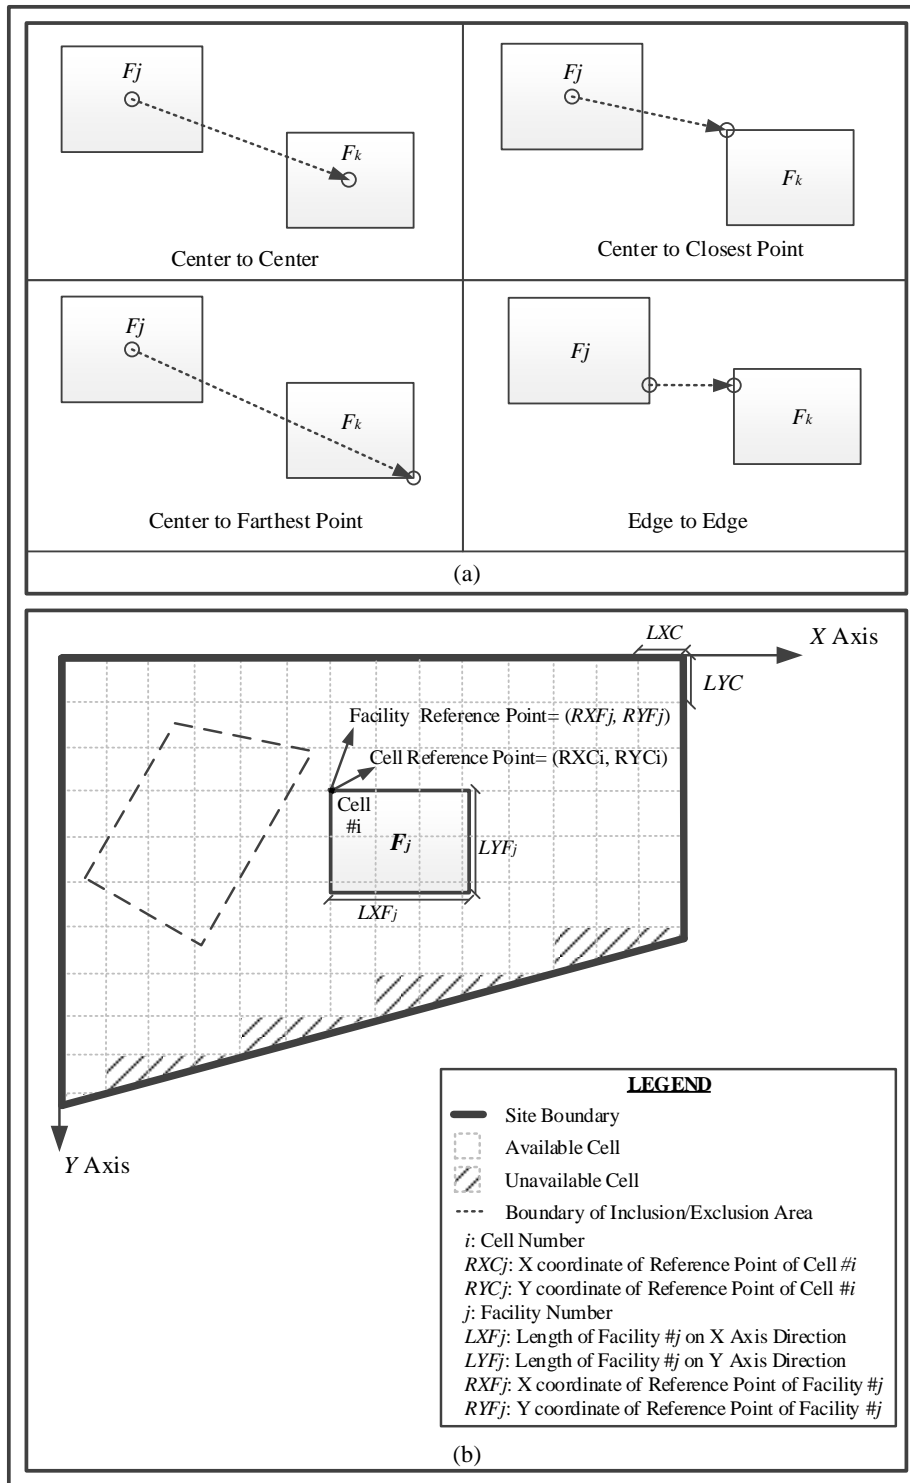 Fj
Fk
Center to Center
Fj
Fk
Center to Closest Point
Fj
Fk
Center to Farthest Point
Fj
Fk
Edge to Edge
(a)
LXC
X Axis
LYC
Facility Reference Point= (RXFj, RYFj)
Cell Reference Point= (RXCi, RYCi)
Cell
#i
Fj
LYFj
LXFj
Y Axis
LEGEND
Site Boundary
Available Cell
Unavailable Cell
Boundary of Inclusion/Exclusion Area
i: Cell Number
RXCj: X coordinate of Reference Point of Cell #i
RYCj: Y coordinate of Reference Point of Cell #i
j: Facility Number
LXFj: Length of Facility #j on X Axis Direction
LYFj: Length of Facility #j on Y Axis Direction
RXFj: X coordinate of Reference Point of Facility #j
RYFj: Y coordinate of Reference Point of Facility #j
(b)